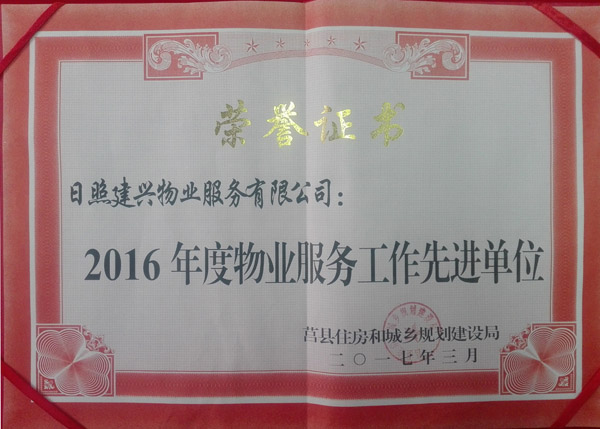 荣誉证书
日照建兴物业服务有限公司：
2016年度物业服务工作先进单位
莒县住房和城乡规划建设局
二〇一七年三月